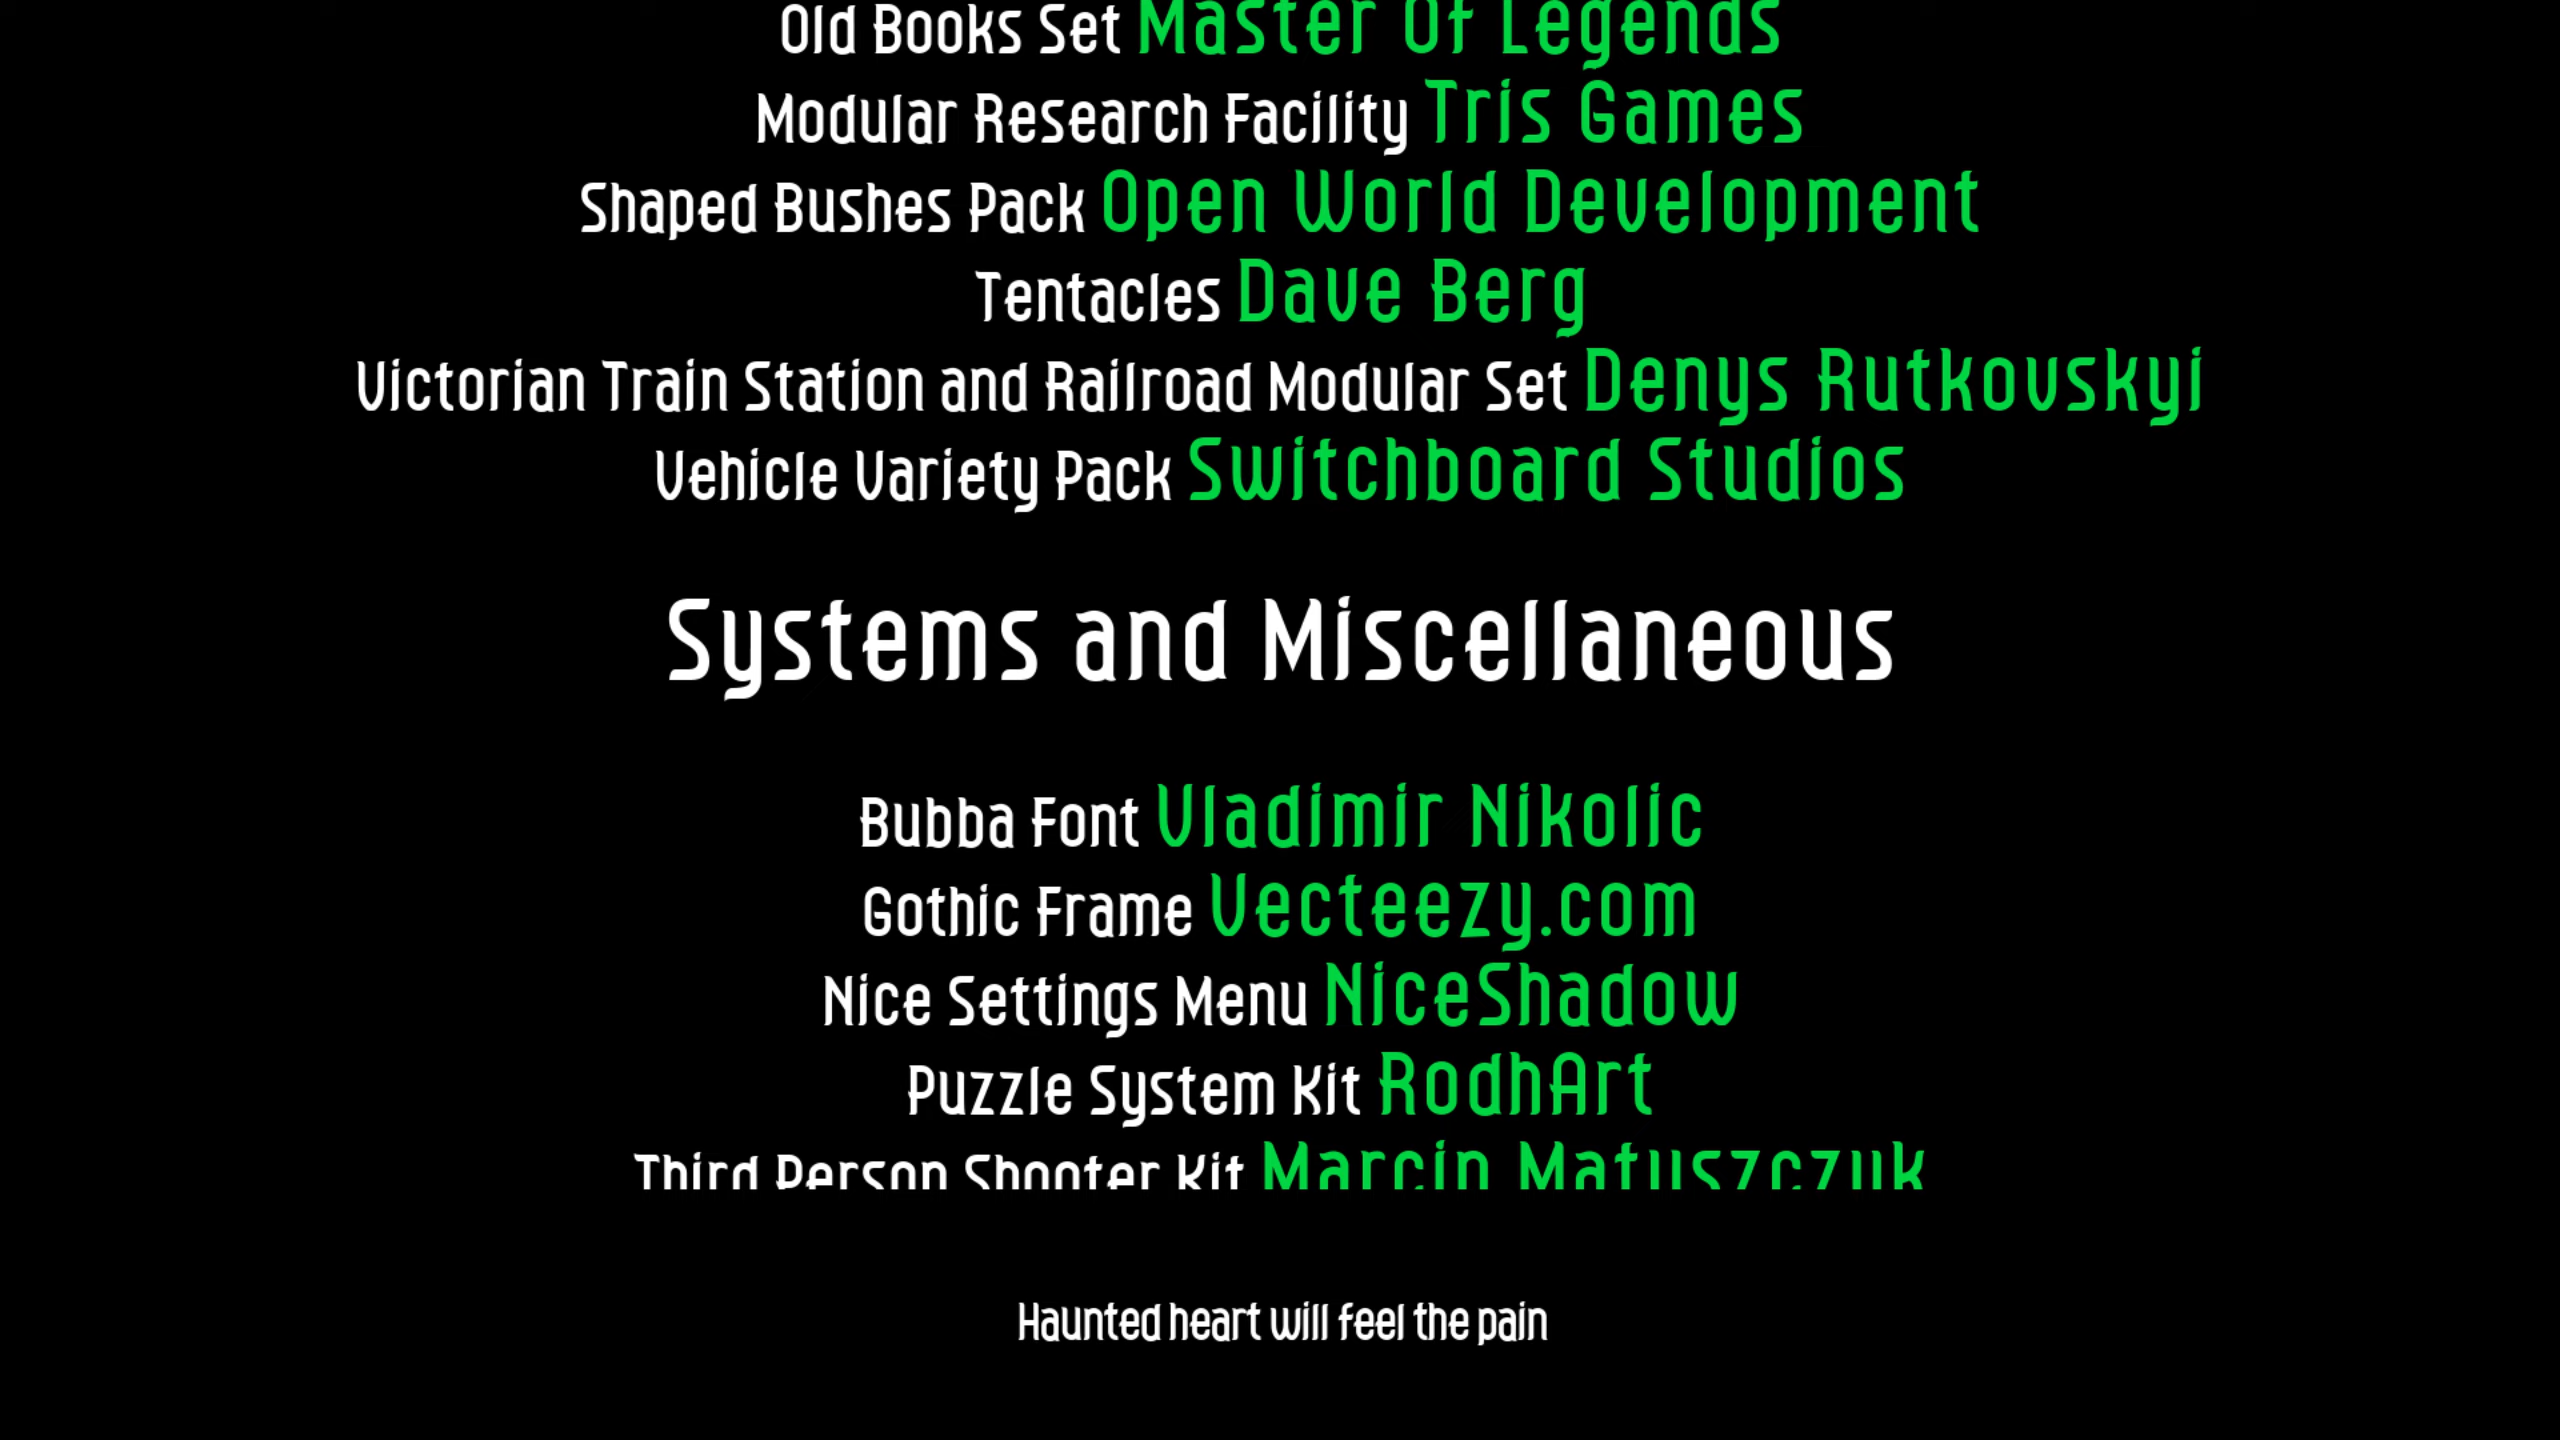 Old Books Set Master Of Legends
Modular Research Facility Tris Games
Shaped Bushes Pack Open World Development
Tentacles Dave Berg
Victorian Train Station and Railroad Modular Set Denys Rutkovskyi
Vehicle Variety Pack Switchboard Studios
Systems and Miscellaneous
Bubba Font Vladimir Nikolic
Gothic Frame Vecteezy.com
Nice Settings Menu NiceShadow
Puzzle System Kit RodhArt
Third Person Shooter Kit Marcin Matuszczuk
Haunted heart will feel the pain